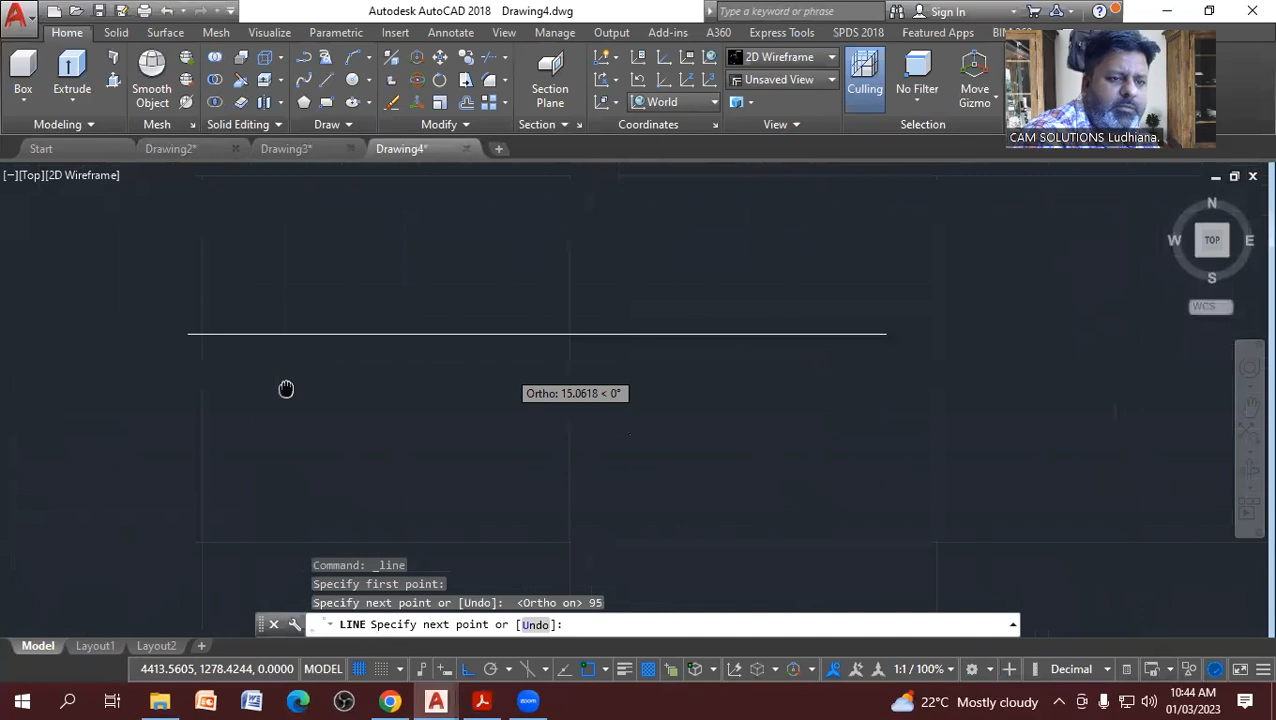 Autodesk AutoCAD 2018 Drawing4.dwg
Type a keyword or phrase
Sign In
Home Solid Surface Mesh Visualize Parametric Insert Annotate View Manage Output Add-ins A360 Express Tools SPDS 2018 Featured Apps
Box Extrude Smooth Object Section Plane World 2D Wireframe Unsaved View Culling No Filter Move Gizmo
Modeling Mesh Solid Editing Draw Modify Section Coordinates View Selection
CAM SOLUTIONS Ludhiana.
Start Drawing2* Drawing3* Drawing4*
[−][Top][2D Wireframe]
N
W TOP E
S
WCS
Ortho: 15.0618 < 0°
Command: _line
Specify first point:
Specify next point or [Undo]: <Ortho on> 95
LINE Specify next point or [Undo]:
Model Layout1 Layout2
4413.5605, 1278.4244, 0.0000 MODEL 1:1 / 100% Decimal
22°C Mostly cloudy
10:44 AM
01/03/2023